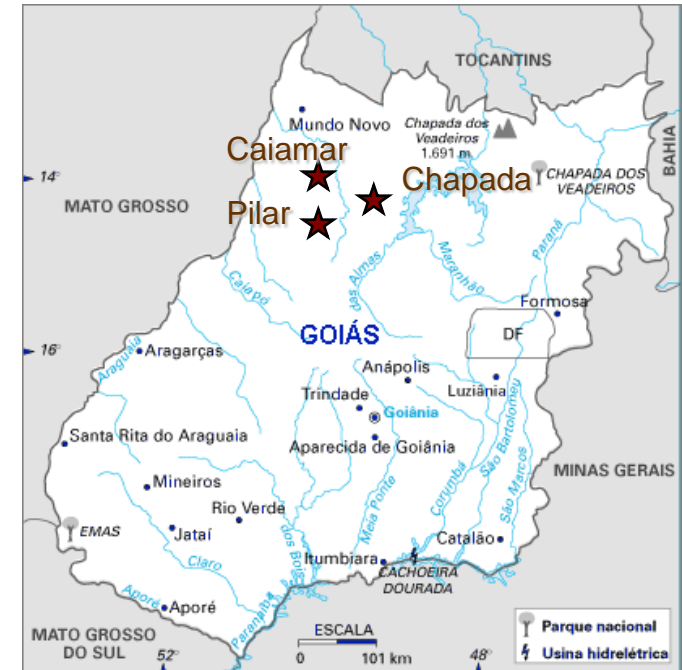 TOCANTINS
BAHIA
Mundo Novo
Chapada dos
Veadeiros
1.691 m
Caiamar
14°
Chapada
CHAPADA DOS
VEADEIROS
MATO GROSSO
Pilar
Paraná
das Almas
Maranhão
Caiapó
Formosa
GOIÁS
DF
16°
Araguaia
Aragarças
Anápolis
Luziânia
Trindade
Goiânia
São Bartolomeu
Santa Rita do Araguaia
Aparecida de Goiânia
MINAS GERAIS
Corumbá
São Marcos
Mineiros
Meia Ponte
Rio Verde
EMAS
Jataí
dos Bois
Catalão
Claro
Itumbiara
CACHOEIRA
DOURADA
Aporé
Aporé
Paranaíba
MATO GROSSO
DO SUL
52°
ESCALA
0 101 km
48°
Parque nacional
Usina hidrelétrica